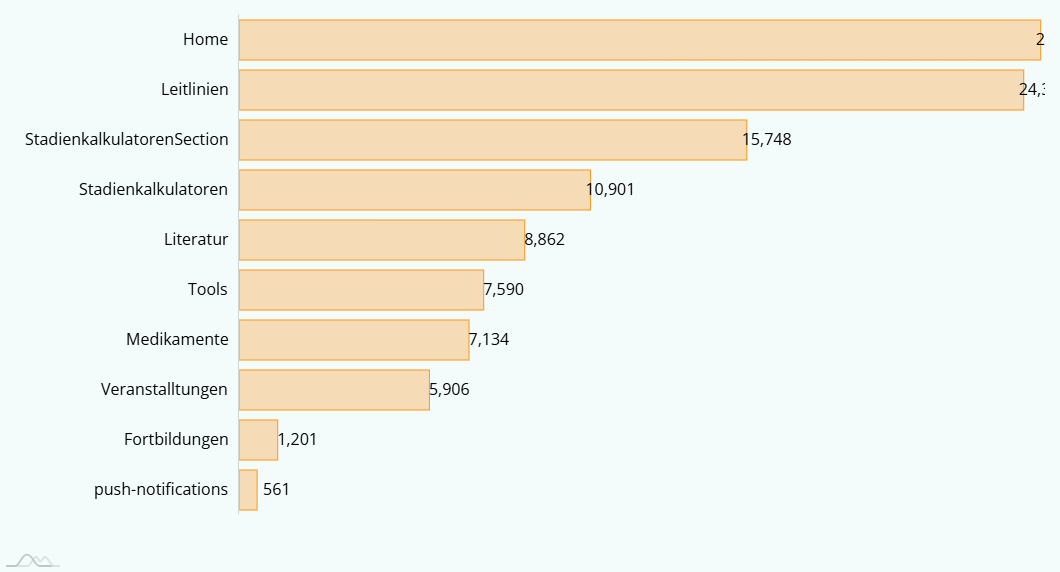 Home 2
Leitlinien 24,3
StadienkalkulatorenSection 15,748
Stadienkalkulatoren 10,901
Literatur 8,862
Tools 7,590
Medikamente 7,134
Veranstalltungen 5,906
Fortbildungen 1,201
push-notifications 561